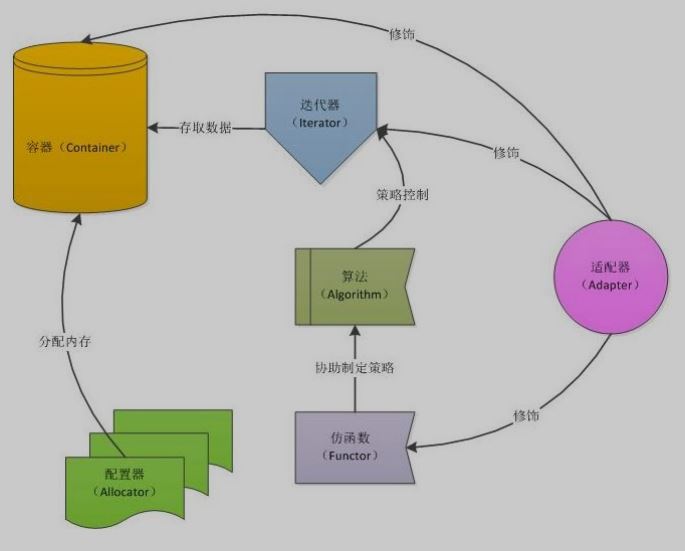 修饰
迭代器
（Iterator）
存取数据
容器（Container）
修饰
策略控制
适配器
（Adapter）
算法
（Algorithm）
分配内存
协助制定策略
修饰
仿函数
（Functor）
配置器
（Allocator）